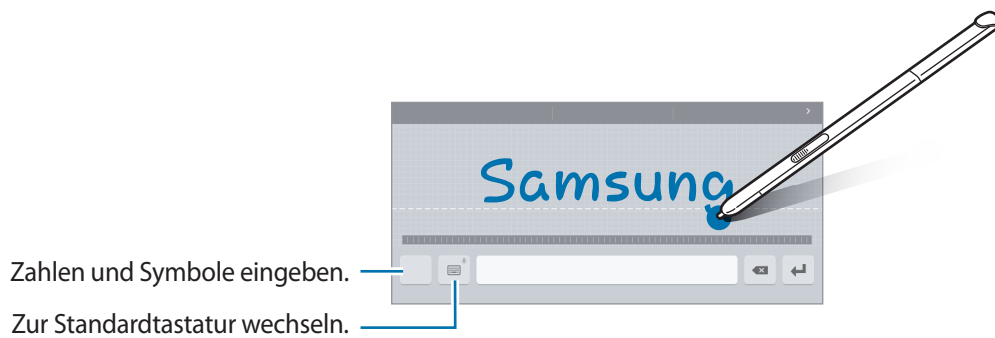 Samsung
Zahlen und Symbole eingeben.
Zur Standardtastatur wechseln.